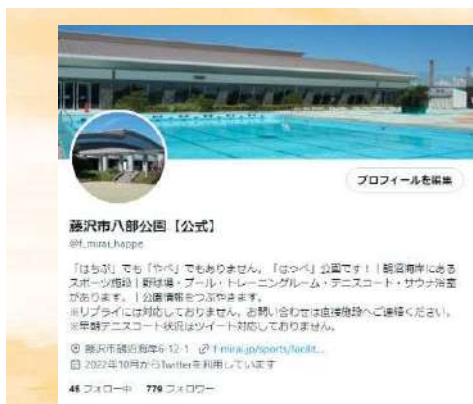 プロフィールを編集
藤沢市八部公園【公式】
@f_mirai_happe
「はちぶ」でも「やべ」でもありません。「はっぺ」公園です！｜鵠沼海岸にある
スポーツ施設｜野球場・プール・トレーニングルーム・テニスコート・サウナ浴室
があります。｜公園情報をつぶやきます。
※リプライには対応しておりません。お問い合わせは直接施設へご連絡ください。
※早朝テニスコート状況はツイート対応しておりません。
藤沢市鵠沼海岸6-12-1 f-mirai.jp/sports/facilit...
2022年10月からTwitterを利用しています
46 フォロー中 779 フォロワー